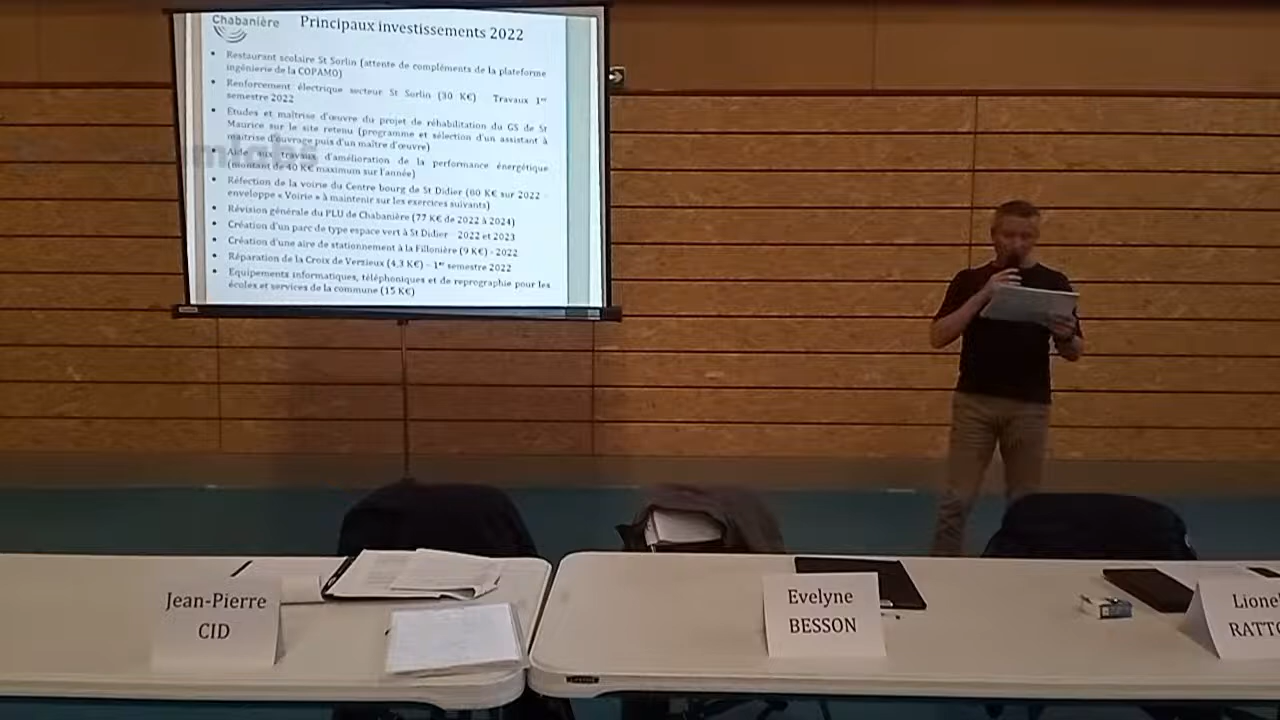 Chabanière
Principaux investissements 2022
• Restaurant scolaire St Sorlin (attente de compléments de la plateforme
ingénierie de la COPAMO)
• Renforcement électrique secteur St Sorlin (30 K€) Travaux 1er
semestre 2022
• Etudes et maîtrise d'œuvre du projet de réhabilitation du GS de St
Maurice sur le site retenu (programme et sélection d'un assistant à
maîtrise d'ouvrage puis d'un maître d'œuvre)
• Aide aux travaux d'amélioration de la performance énergétique
(montant de 40 K€ maximum sur l'année)
• Réfection de la voirie du Centre bourg de St Didier (60 K€ sur 2022 -
enveloppe « Voirie » à maintenir sur les exercices suivants)
• Révision générale du PLU de Chabanière (77 K€ de 2022 à 2024)
• Création d'un parc de type espace vert à St Didier - 2022 et 2023
• Création d'une aire de stationnement à la Fillonière (9 K€) - 2022
• Réparation de la Croix de Verzieux (4,3 K€) – 1er semestre 2022
• Equipements informatiques, téléphoniques et de reprographie pour les
écoles et services de la commune (15 K€)
Jean-Pierre
CID
Evelyne
BESSON
Lione
RATT